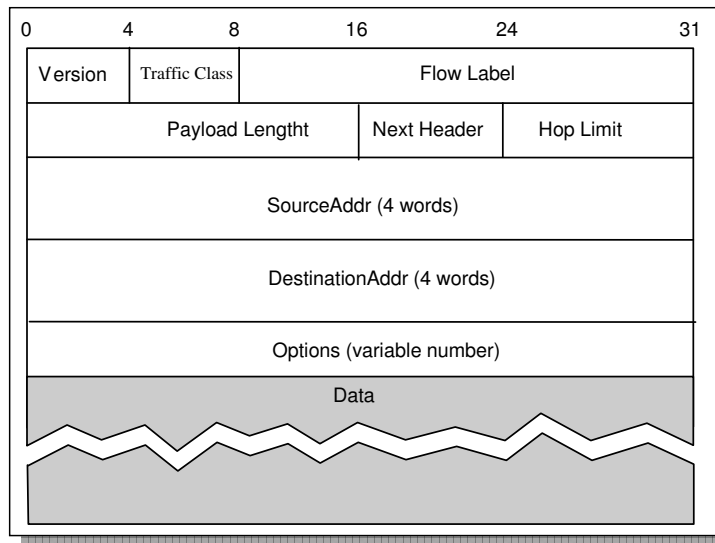 0 4 8 16 24 31
Version Traffic Class Flow Label
Payload Lengtht Next Header Hop Limit
SourceAddr (4 words)
DestinationAddr (4 words)
Options (variable number)
Data